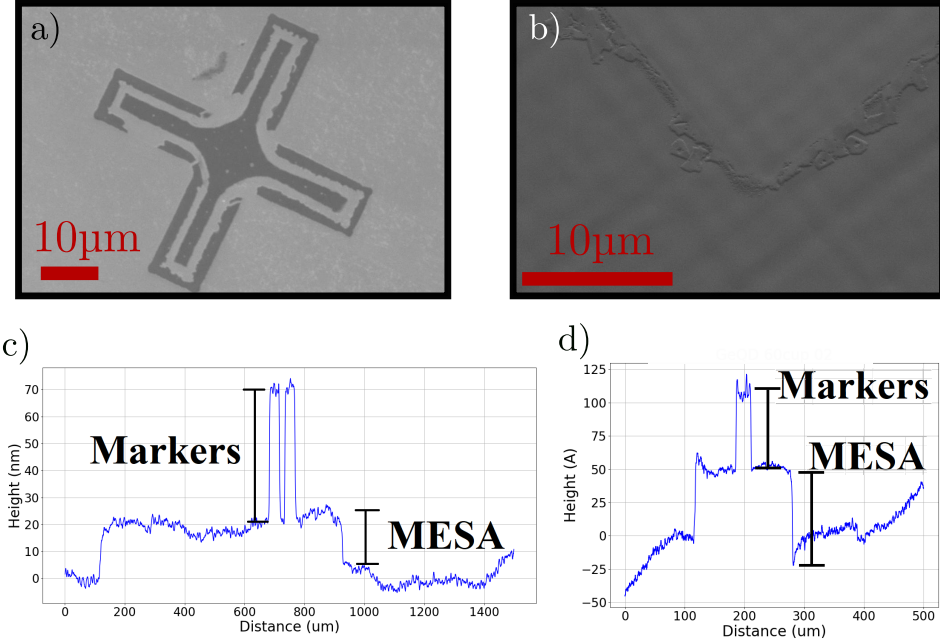 a)
10µm
b)
10µm
c)
Height (nm)
70
60
50
40
30
20
10
0
Markers
MESA
0 200 400 600 800 1000 1200 1400
Distance (um)
d)
Height (A)
125
100
75
50
25
0
−25
−50
Markers
MESA
0 100 200 300 400 500
Distance (um)